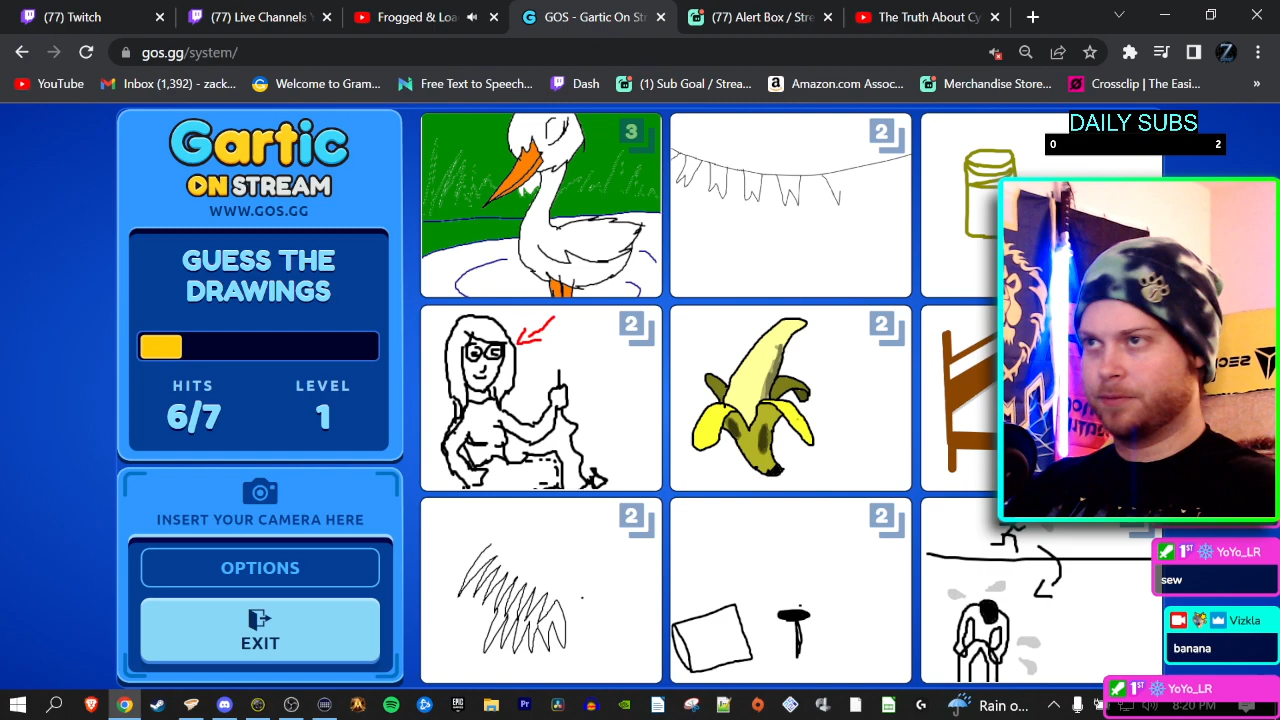 (77) Twitch
(77) Live Channels
Frogged & Loa
GOS - Gartic On Str
(77) Alert Box / Stre
The Truth About Cy
gos.gg/system/
YouTube
Inbox (1,392) - zack...
Welcome to Gram...
Free Text to Speech...
Dash
(1) Sub Goal / Strea...
Amazon.com Assoc...
Merchandise Store...
Crossclip | The Easi...
»
Gartic
ON STREAM
WWW.GOS.GG
GUESS THE
DRAWINGS
HITS
LEVEL
6/7
1
INSERT YOUR CAMERA HERE
OPTIONS
EXIT
3
2
2
2
2
2
DAILY SUBS
0
2
1ST YoYo_LR
sew
Vizkla
banana
1ST YoYo_LR
Rain o...
8:20 PM